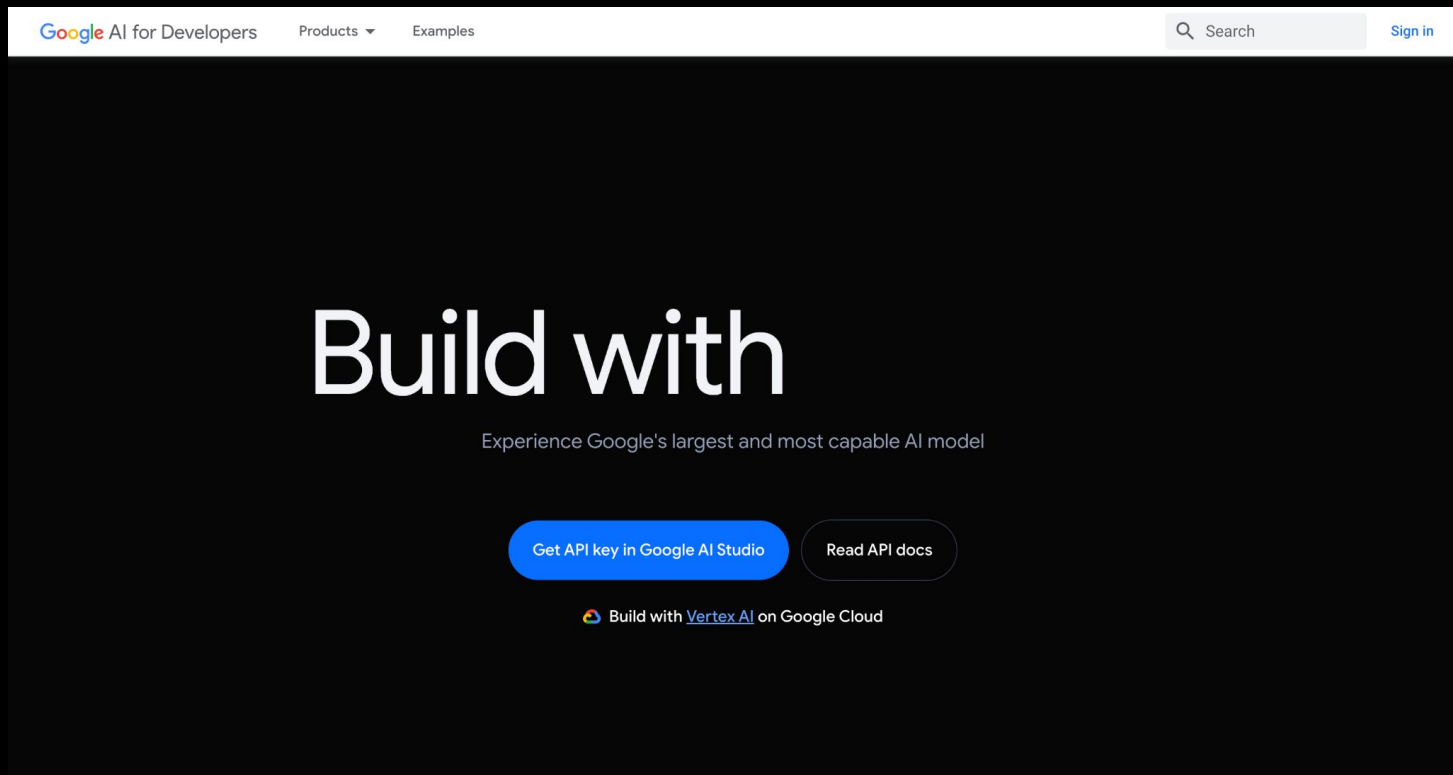 Google AI for Developers Products Examples Search Sign in
Build with
Experience Google's largest and most capable AI model
Get API key in Google AI Studio Read API docs
Build with Vertex AI on Google Cloud